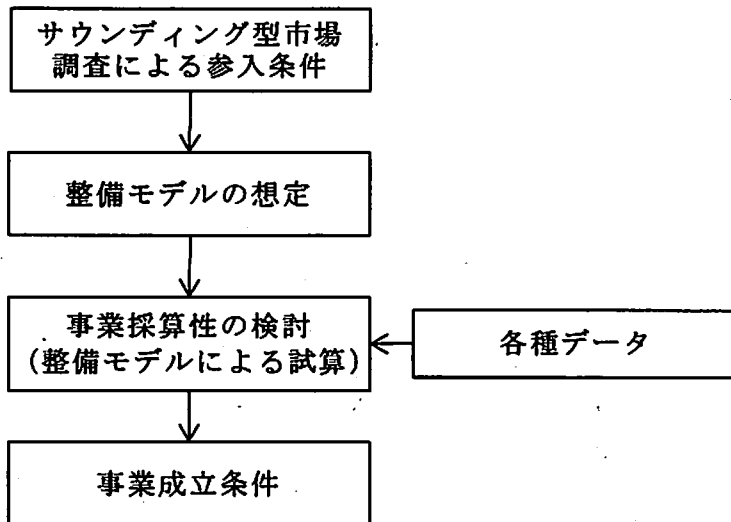 サウンディング型市場
調査による参入条件
整備モデルの想定
事業採算性の検討
(整備モデルによる試算)
各種データ
事業成立条件